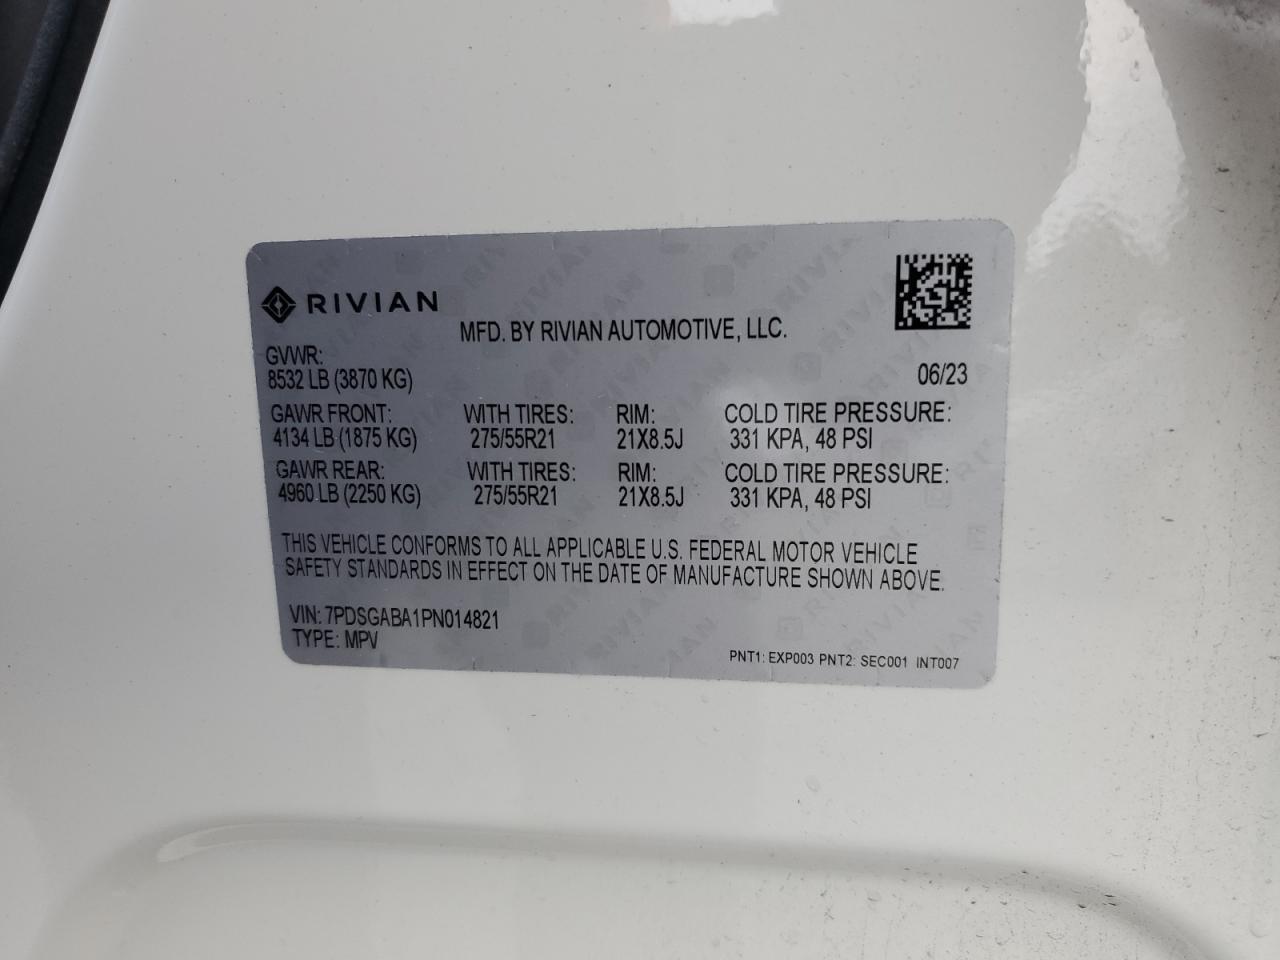 RIVIAN
MFD. BY RIVIAN AUTOMOTIVE, LLC.
GVWR:
8532 LB (3870 KG) 06/23
GAWR FRONT: WITH TIRES: RIM: COLD TIRE PRESSURE:
4134 LB (1875 KG) 275/55R21 21X8.5J 331 KPA, 48 PSI
GAWR REAR: WITH TIRES: RIM: COLD TIRE PRESSURE:
4960 LB (2250 KG) 275/55R21 21X8.5J 331 KPA, 48 PSI
THIS VEHICLE CONFORMS TO ALL APPLICABLE U.S. FEDERAL MOTOR VEHICLE
SAFETY STANDARDS IN EFFECT ON THE DATE OF MANUFACTURE SHOWN ABOVE.
VIN: 7PDSGABA1PN014821
TYPE: MPV
PNT1: EXP003 PNT2: SEC001 INT007